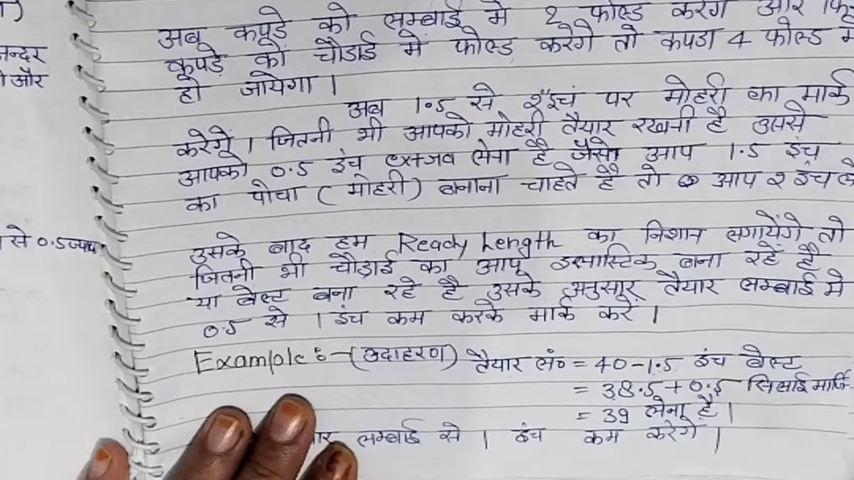 अब कपडे को लम्बाई में 2 फोल्ड करेगे और फिर
कपड़े को चौडाई में फोल्ड करेगे तो कपडा 4 फोल्ड में
हो जायेगा।
अब 1.5 से 2"इचं पर मोहरी का मार्क
करेगें। जितनी भी आपको मोहरी तैयार रखनी है उससे
आपको 0.5 इंच लेना है जैसे आप 1.5 इंच
का पोचा (मोहरी) बनाना चाहते है तो आप 2 इंच ले
उसके बाद हम Ready Length का निशान लगायेंगे तो
जितनी भी चौड़ाई का आप इलास्टिक बना रहे है
या बेल्ट बना रहे है उसके अनुसार तैयार लम्बाई में
0.5 से 1 इंच कम करके मार्क करे।
Example :- (उदाहरण) तैयार लं० = 40 - 1.5 इंच बेल्ट
= 38.5 + 0.5 सिलाई मार्जि
= 39 लेना है।
लम्बाई से 1 इंच कम करेगे।
न्दर
और
से 0.5 ज्यादा